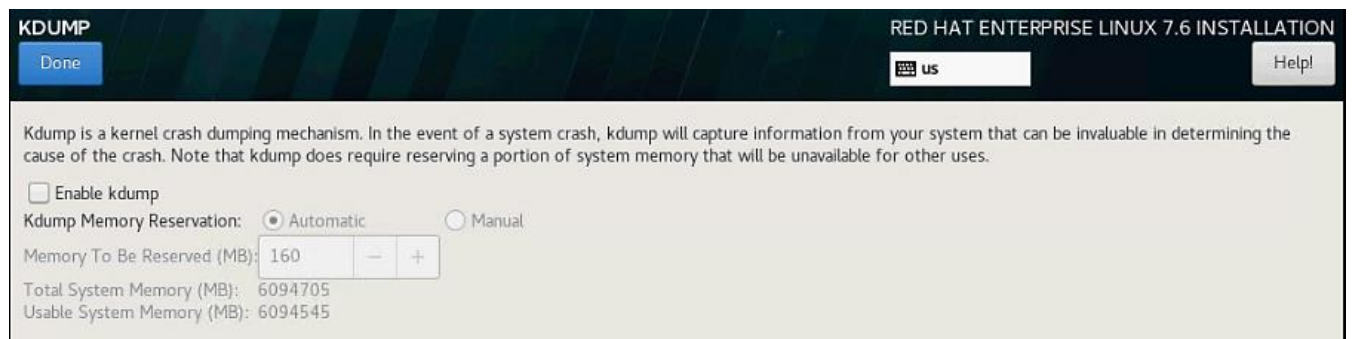 KDUMP
RED HAT ENTERPRISE LINUX 7.6 INSTALLATION
Done
us
Help!
Kdump is a kernel crash dumping mechanism. In the event of a system crash, kdump will capture information from your system that can be invaluable in determining the
cause of the crash. Note that kdump does require reserving a portion of system memory that will be unavailable for other uses.
Enable kdump
Kdump Memory Reservation: Automatic Manual
Memory To Be Reserved (MB): 160 − +
Total System Memory (MB): 6094705
Usable System Memory (MB): 6094545